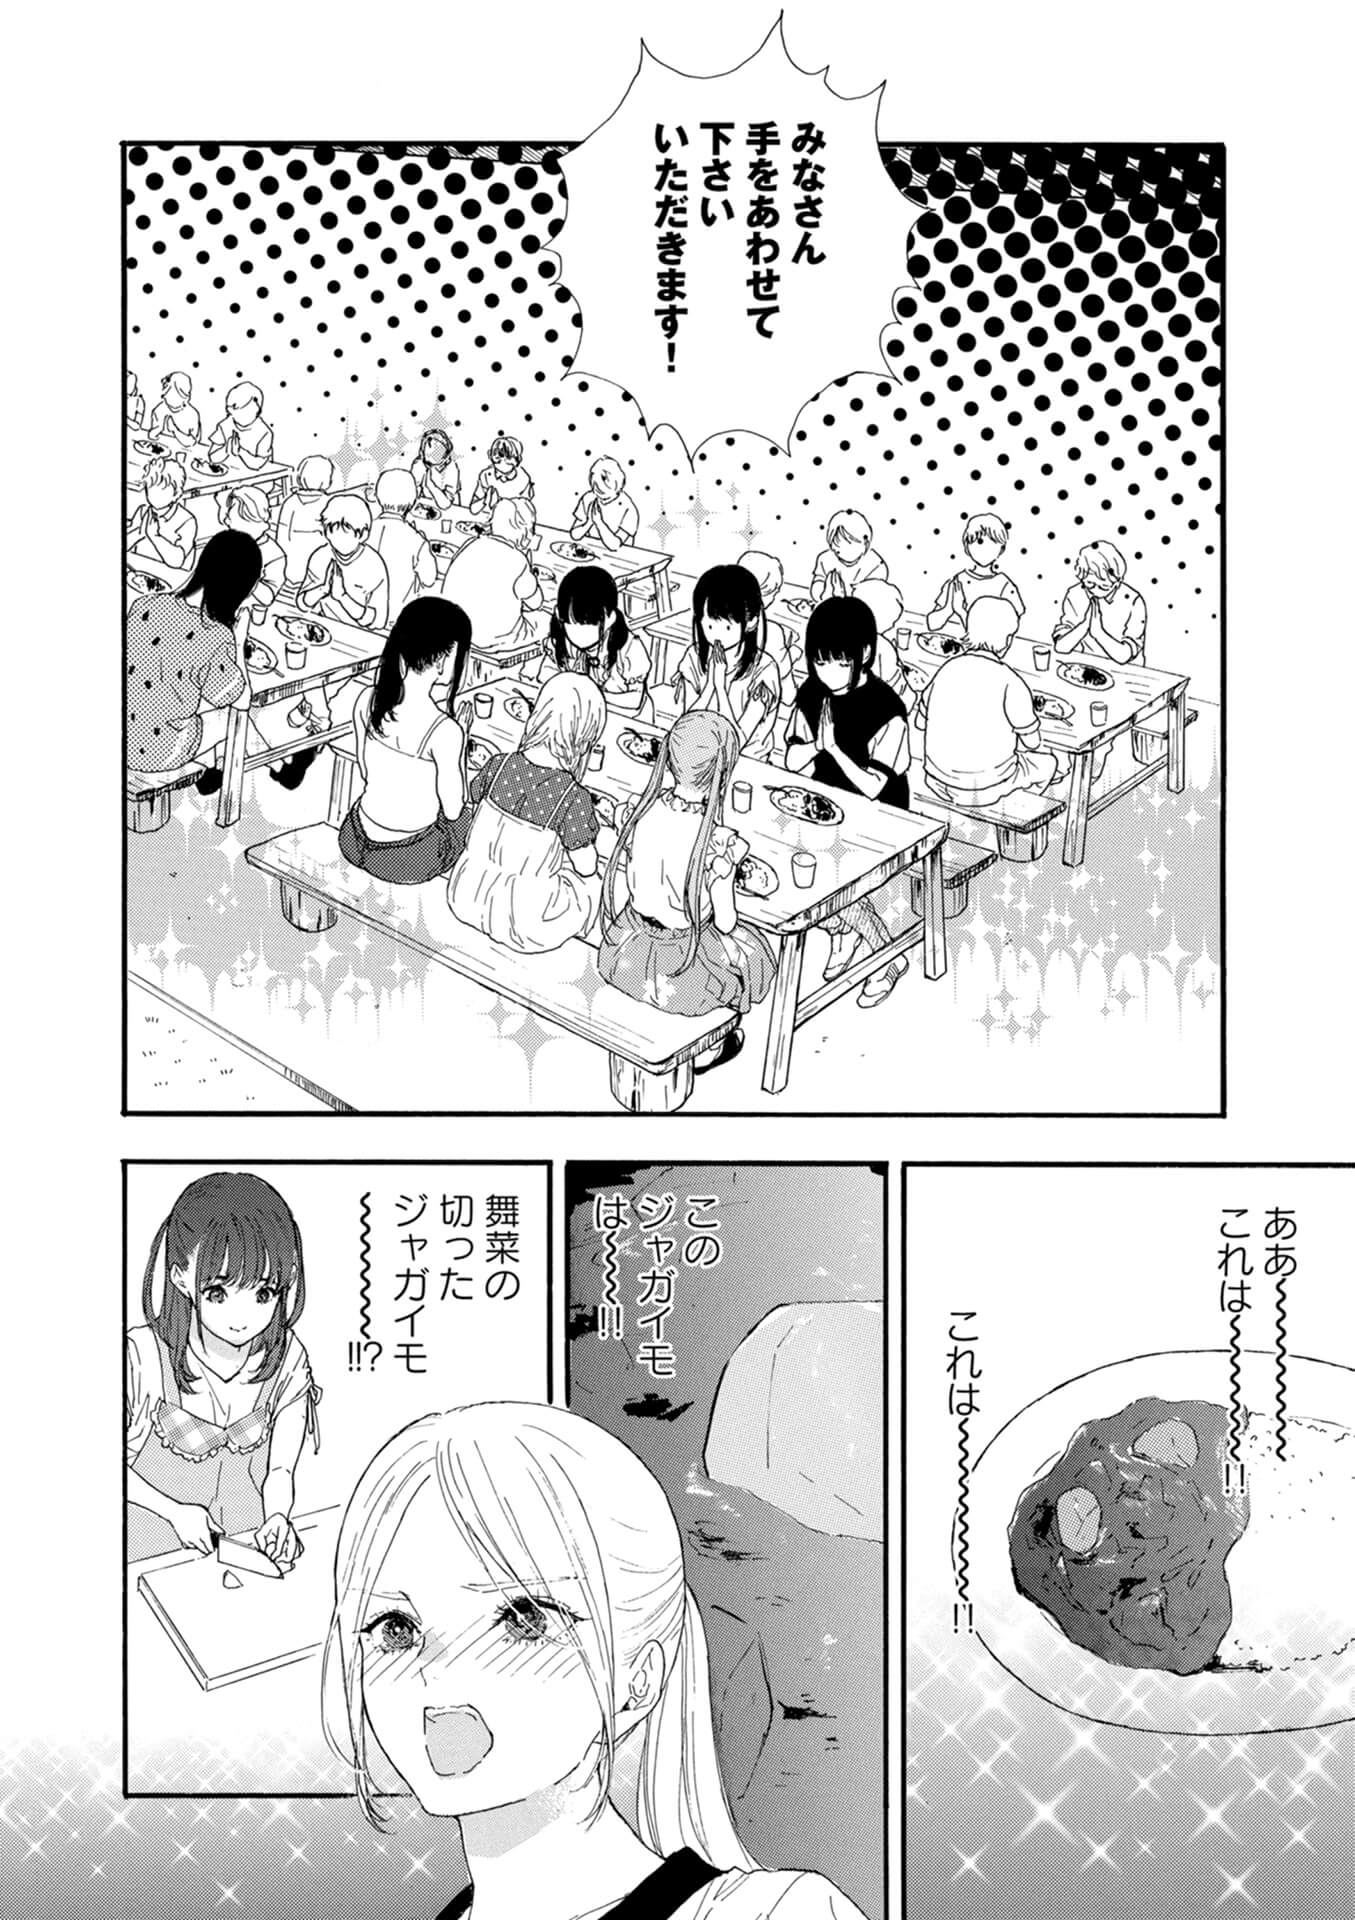 みなさん
手をあわせて
下さい
いただきます！
ああ〜〜〜
これは〜〜〜!!
これは〜〜〜!!
この
ジャガイモ
は〜〜!!
舞菜の
切った
ジャガイモ
〜〜〜!!?